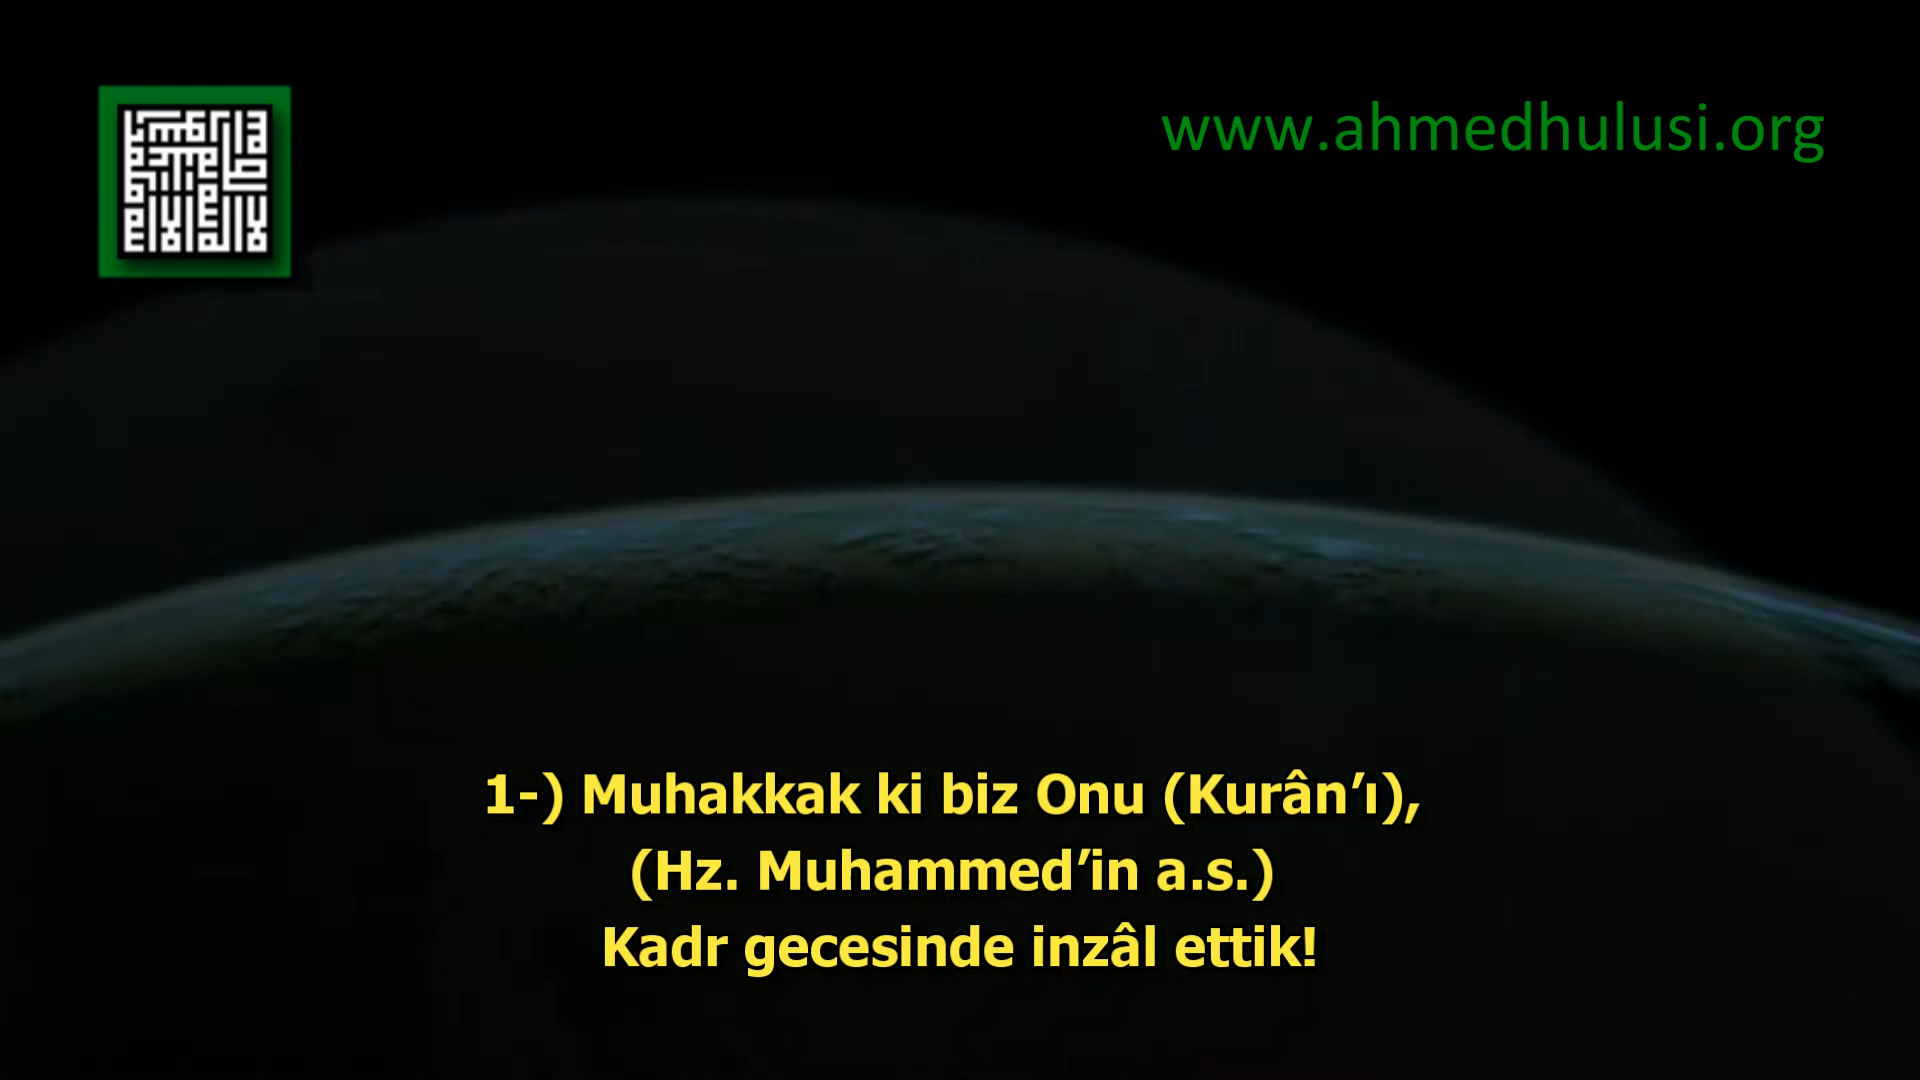 www.ahmedhulusi.org
1-) Muhakkak ki biz Onu (Kurân’ı),
(Hz. Muhammed’in a.s.)
Kadr gecesinde inzâl ettik!